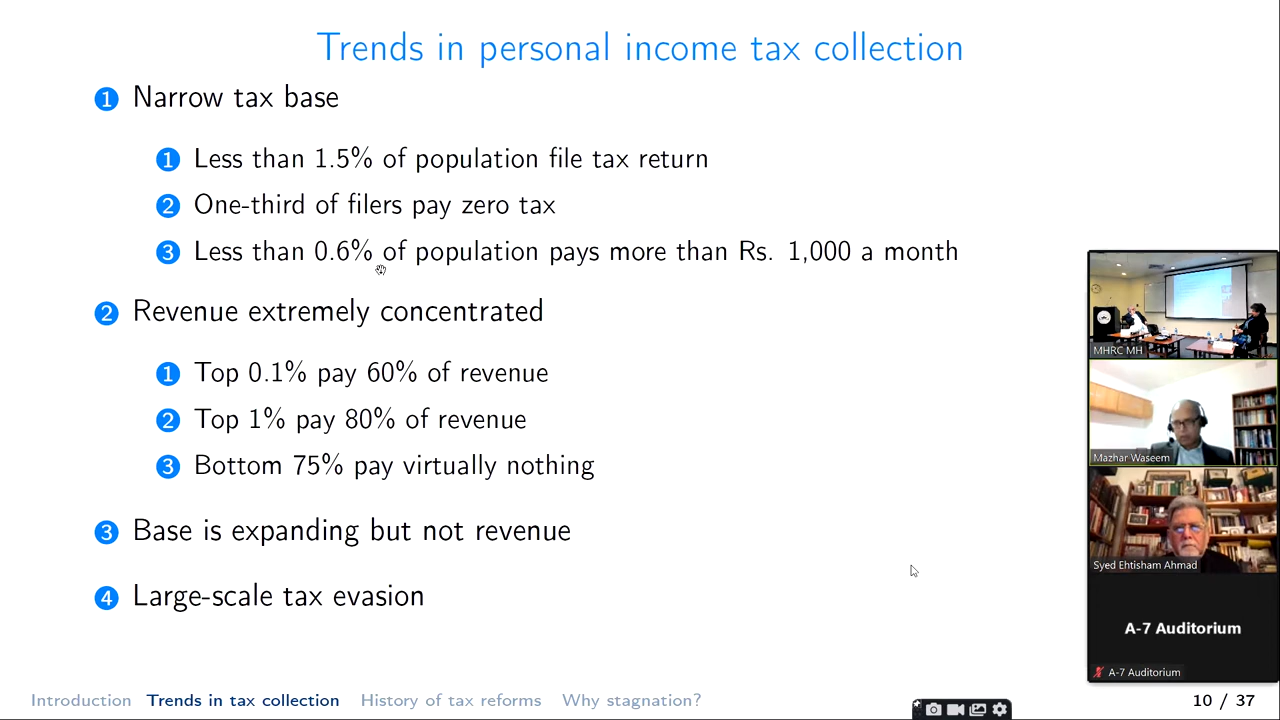 Trends in personal income tax collection
1 Narrow tax base
1 Less than 1.5% of population file tax return
2 One-third of filers pay zero tax
3 Less than 0.6% of population pays more than Rs. 1,000 a month
2 Revenue extremely concentrated
1 Top 0.1% pay 60% of revenue
2 Top 1% pay 80% of revenue
3 Bottom 75% pay virtually nothing
3 Base is expanding but not revenue
4 Large-scale tax evasion
MHRC MH
Mazhar Waseem
Syed Ehtisham Ahmad
A-7 Auditorium
A-7 Auditorium
Introduction Trends in tax collection History of tax reforms Why stagnation? 10 / 37